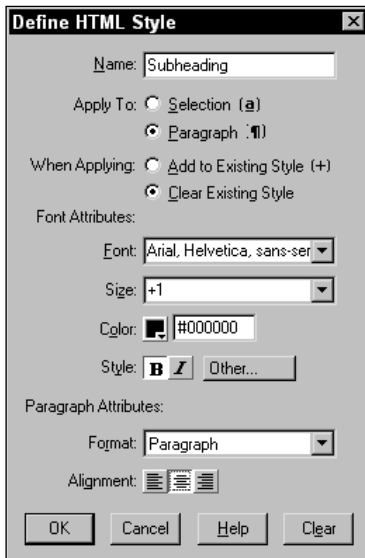 Define HTML Style
Name: Subheading
Apply To: Selection (a)
Paragraph (¶)
When Applying: Add to Existing Style (+)
Clear Existing Style
Font Attributes:
Font: Arial, Helvetica, sans-ser
Size: +1
Color: #000000
Style: B I Other...
Paragraph Attributes:
Format: Paragraph
Alignment:
OK Cancel Help Clear